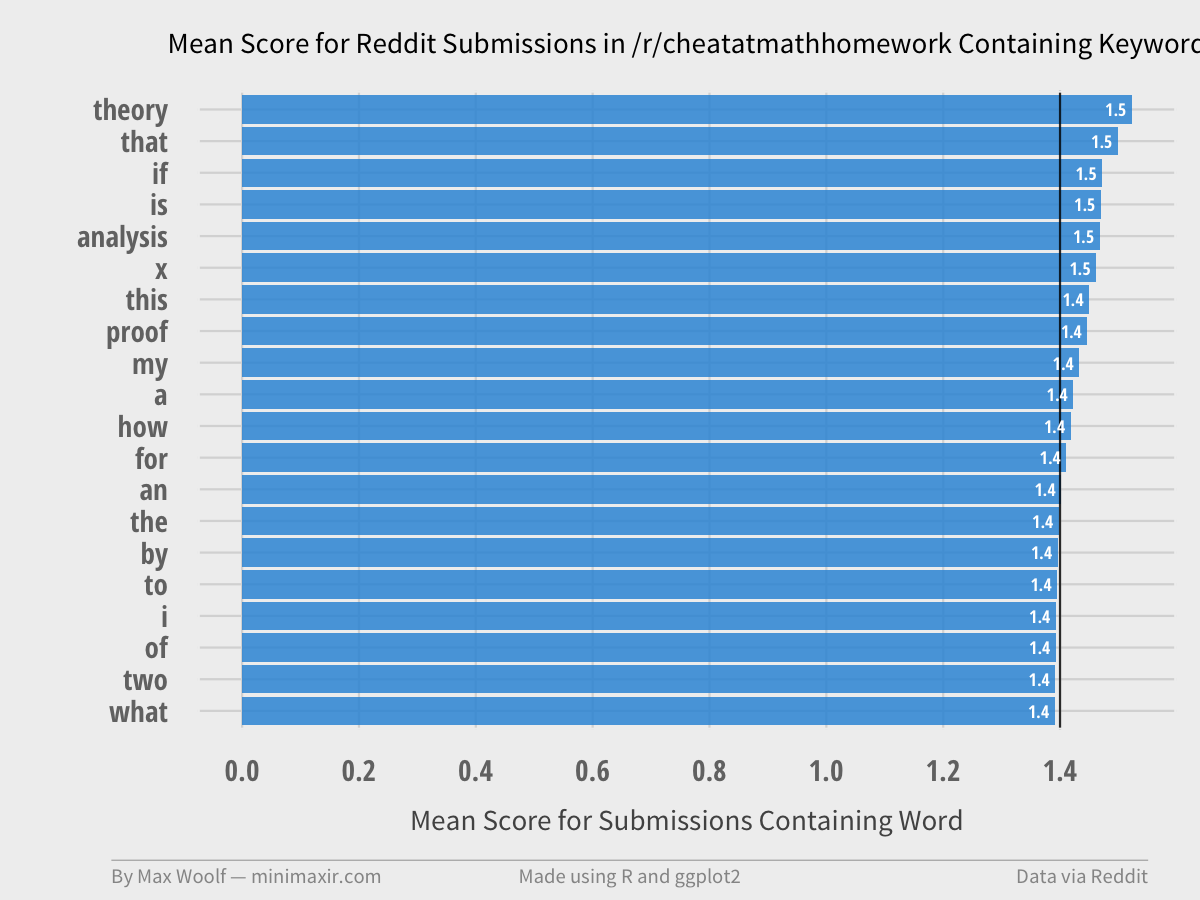 Mean Score for Reddit Submissions in /r/cheatatmathhomework Containing Keyword
theory 1.5
that 1.5
if 1.5
is 1.5
analysis 1.5
x 1.5
this 1.4
proof 1.4
my 1.4
a 1.4
how 1.4
for 1.4
an 1.4
the 1.4
by 1.4
to 1.4
i 1.4
of 1.4
two 1.4
what 1.4
0.0 0.2 0.4 0.6 0.8 1.0 1.2 1.4
Mean Score for Submissions Containing Word
By Max Woolf — minimaxir.com Made using R and ggplot2 Data via Reddit